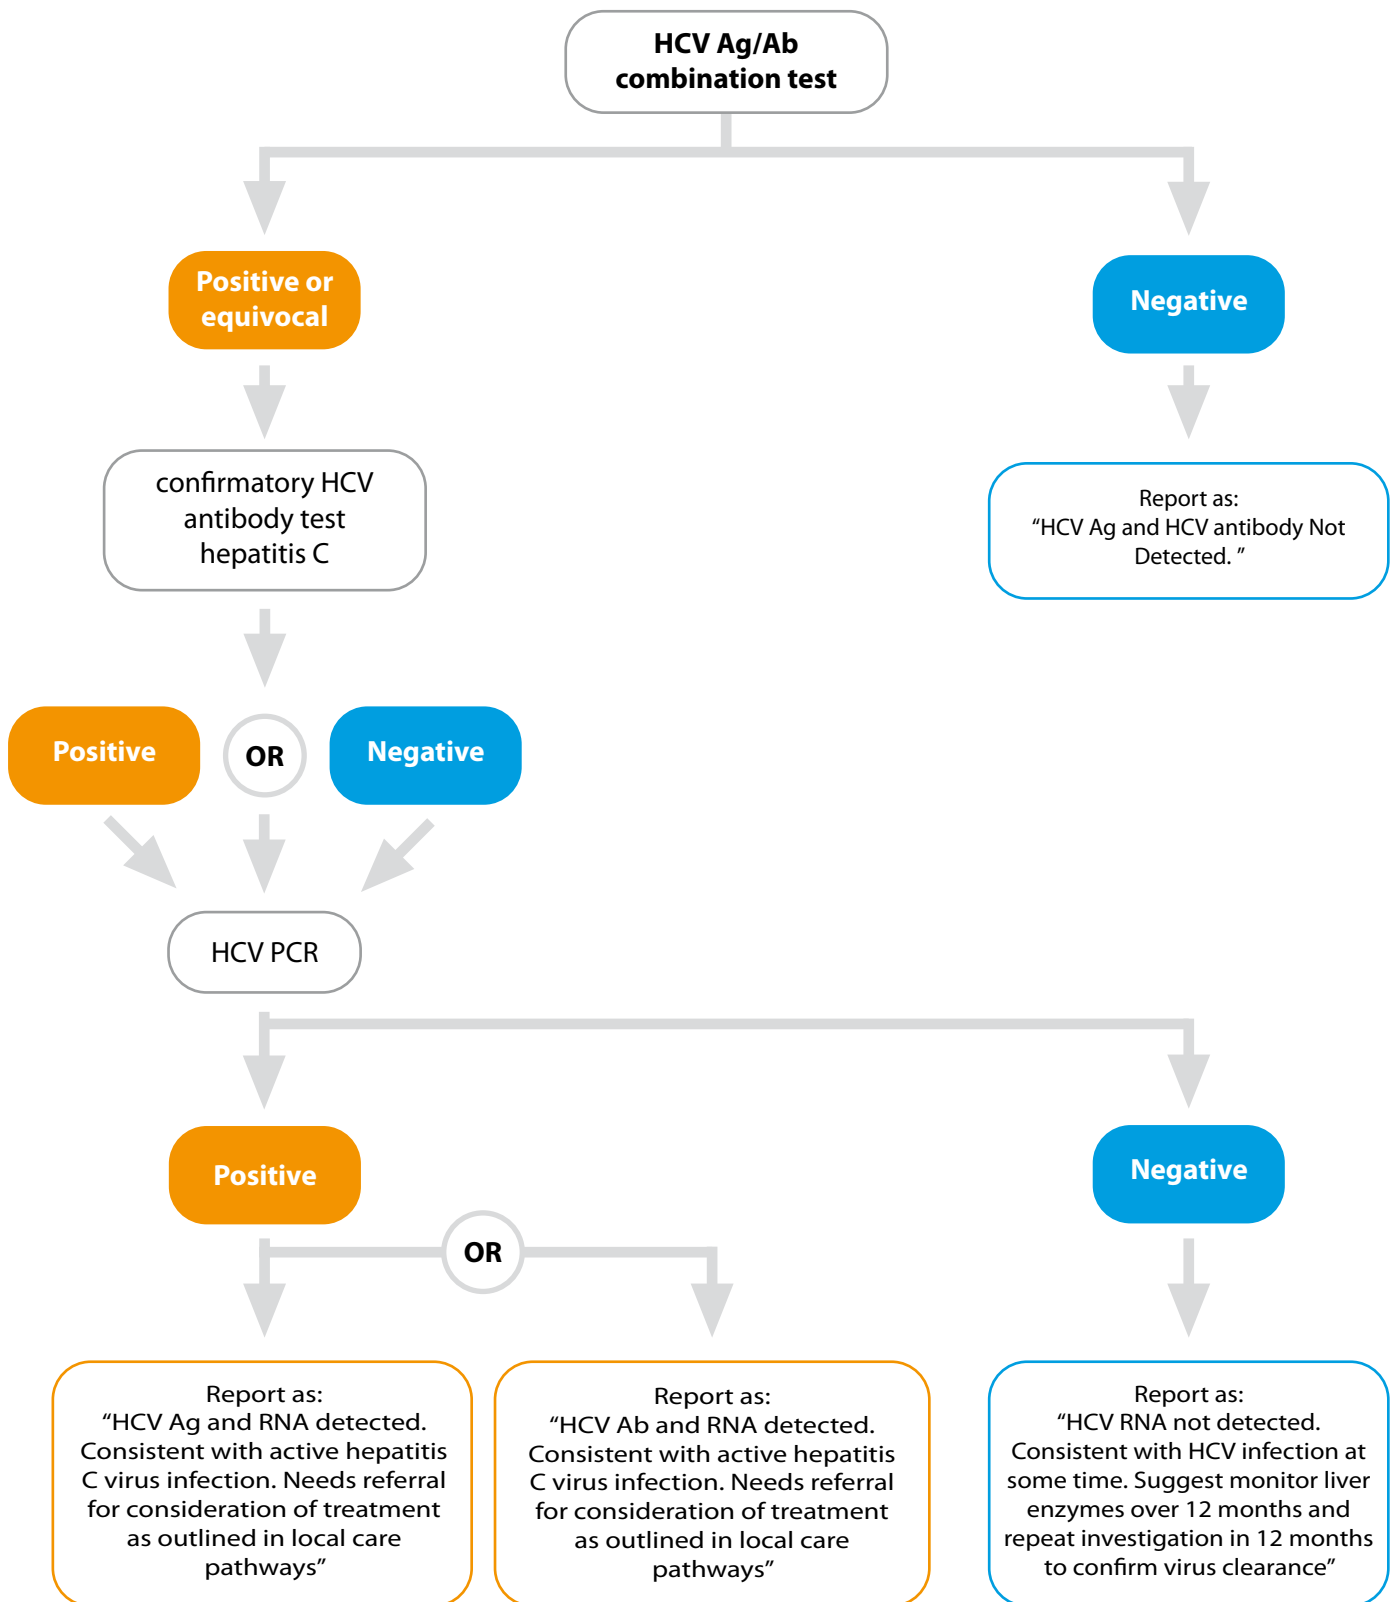 HCV Ag/Ab
combination test
Positive or
equivocal
Negative
confirmatory HCV
antibody test
hepatitis C
Report as:
“HCV Ag and HCV antibody Not
Detected. ”
Positive
OR
Negative
HCV PCR
Positive
Negative
OR
Report as:
“HCV Ag and RNA detected.
Consistent with active hepatitis
C virus infection. Needs referral
for consideration of treatment
as outlined in local care
pathways”
Report as:
“HCV Ab and RNA detected.
Consistent with active hepatitis
C virus infection. Needs referral
for consideration of treatment
as outlined in local care
pathways”
Report as:
“HCV RNA not detected.
Consistent with HCV infection at
some time. Suggest monitor liver
enzymes over 12 months and
repeat investigation in 12 months
to confirm virus clearance”